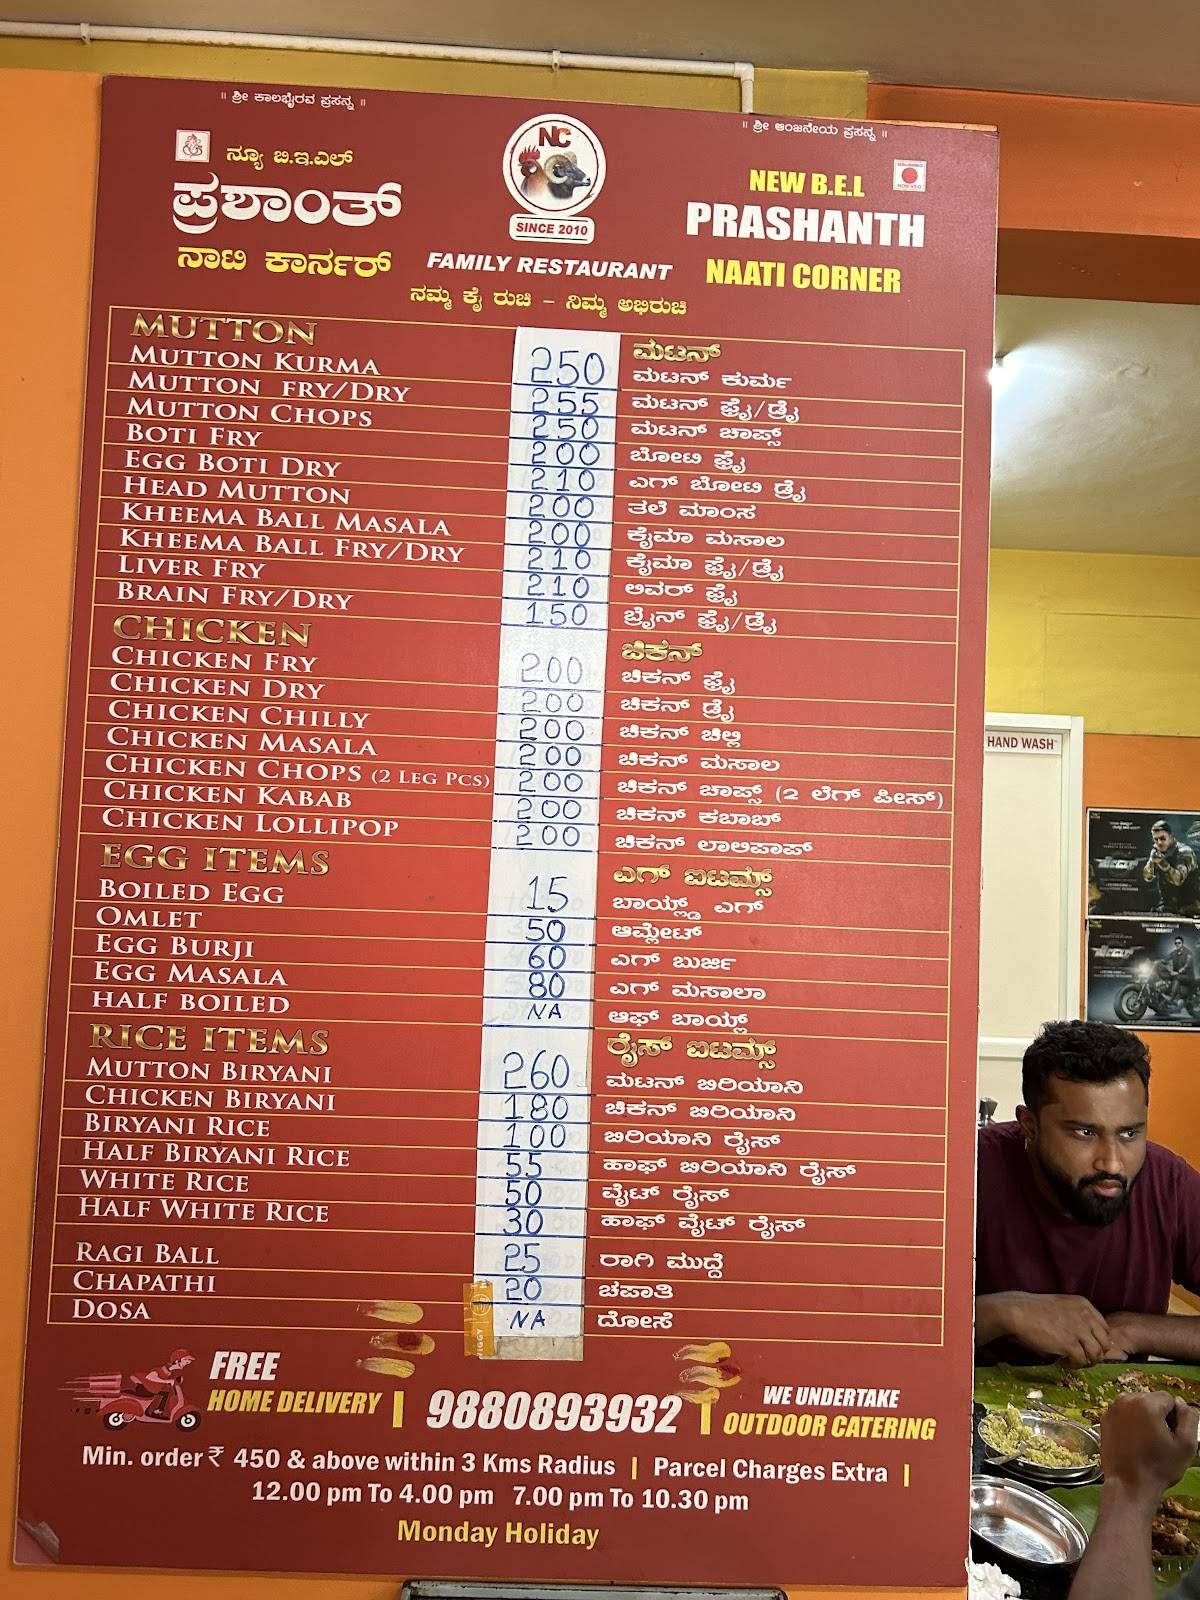 ॥ ಶ್ರೀ ಕಾಲಭೈರವ ಪ್ರಸನ್ನ ॥
॥ ಶ್ರೀ ಆಂಜನೇಯ ಪ್ರಸನ್ನ ॥
ನ್ಯೂ ಬಿ.ಇ.ಎಲ್
ಪ್ರಶಾಂತ್
ನಾಟಿ ಕಾರ್ನರ್
NC
SINCE 2010
FAMILY RESTAURANT
NEW B.E.L
NON VEG
PRASHANTH
NAATI CORNER
ನಮ್ಮ ಕೈ ರುಚಿ - ನಿಮ್ಮ ಅಭಿರುಚಿ
MUTTON ಮಟನ್
MUTTON KURMA 250 ಮಟನ್ ಕುರ್ಮ
MUTTON FRY/DRY 255 ಮಟನ್ ಫ್ರೈ/ಡ್ರೈ
MUTTON CHOPS 250 ಮಟನ್ ಚಾಪ್ಸ್
BOTI FRY 200 ಬೋಟಿ ಫ್ರೈ
EGG BOTI DRY 210 ಎಗ್ ಬೋಟಿ ಡ್ರೈ
HEAD MUTTON 200 ತಲೆ ಮಾಂಸ
KHEEMA BALL MASALA 200 ಕೈಮಾ ಮಸಾಲ
KHEEMA BALL FRY/DRY 210 ಕೈಮಾ ಫ್ರೈ/ಡ್ರೈ
LIVER FRY 210 ಲಿವರ್ ಫ್ರೈ
BRAIN FRY/DRY 150 ಬ್ರೈನ್ ಫ್ರೈ/ಡ್ರೈ
CHICKEN ಚಿಕನ್
CHICKEN FRY 200 ಚಿಕನ್ ಫ್ರೈ
CHICKEN DRY 200 ಚಿಕನ್ ಡ್ರೈ
CHICKEN CHILLY 200 ಚಿಕನ್ ಚಿಲ್ಲಿ
CHICKEN MASALA 200 ಚಿಕನ್ ಮಸಾಲ
CHICKEN CHOPS (2 LEG PCS) 200 ಚಿಕನ್ ಚಾಪ್ಸ್ (2 ಲೆಗ್ ಪೀಸ್)
CHICKEN KABAB 200 ಚಿಕನ್ ಕಬಾಬ್
CHICKEN LOLLIPOP 200 ಚಿಕನ್ ಲಾಲಿಪಾಪ್
EGG ITEMS ಎಗ್ ಐಟಮ್ಸ್
BOILED EGG 15 ಬಾಯ್ಲ್ಡ್ ಎಗ್
OMLET 50 ಆಮ್ಲೇಟ್
EGG BURJI 60 ಎಗ್ ಬುರ್ಜಿ
EGG MASALA 80 ಎಗ್ ಮಸಾಲಾ
HALF BOILED NA ಆಫ್ ಬಾಯ್ಲ್
RICE ITEMS ರೈಸ್ ಐಟಮ್ಸ್
MUTTON BIRYANI 260 ಮಟನ್ ಬಿರಿಯಾನಿ
CHICKEN BIRYANI 180 ಚಿಕನ್ ಬಿರಿಯಾನಿ
BIRYANI RICE 100 ಬಿರಿಯಾನಿ ರೈಸ್
HALF BIRYANI RICE 55 ಹಾಫ್ ಬಿರಿಯಾನಿ ರೈಸ್
WHITE RICE 50 ವೈಟ್ ರೈಸ್
HALF WHITE RICE 30 ಹಾಫ್ ವೈಟ್ ರೈಸ್
RAGI BALL 25 ರಾಗಿ ಮುದ್ದೆ
CHAPATHI 20 ಚಪಾತಿ
DOSA NA ದೋಸೆ
FREE
HOME DELIVERY | 9880893932 |
WE UNDERTAKE
OUTDOOR CATERING
Min. order ₹ 450 & above within 3 Kms Radius | Parcel Charges Extra |
12.00 pm To 4.00 pm 7.00 pm To 10.30 pm
Monday Holiday
HAND WASH